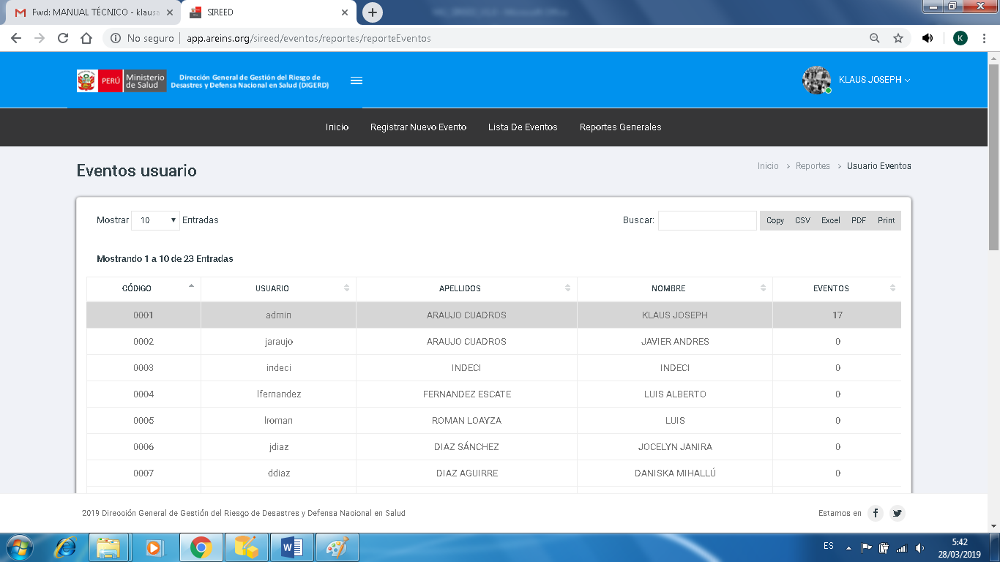 Fwd: MANUAL TÉCNICO - klausa
SIREED
No seguro
app.areins.org/sireed/eventos/reportes/reporteEventos
K
PERÚ
Ministerio
de Salud
Dirección General de Gestión del Riesgo de
Desastres y Defensa Nacional en Salud (DIGERD)
KLAUS JOSEPH
Inicio Registrar Nuevo Evento Lista De Eventos Reportes Generales
Eventos usuario
Inicio > Reportes > Usuario Eventos
Mostrar 10 Entradas
Buscar: Copy CSV Excel PDF Print
Mostrando 1 a 10 de 23 Entradas
CÓDIGO USUARIO APELLIDOS NOMBRE EVENTOS
0001 admin ARAUJO CUADROS KLAUS JOSEPH 17
0002 jaraujo ARAUJO CUADROS JAVIER ANDRES 0
0003 indeci INDECI INDECI 0
0004 lfernandez FERNANDEZ ESCATE LUIS ALBERTO 0
0005 lroman ROMAN LOAYZA LUIS 0
0006 jdiaz DIAZ SÁNCHEZ JOCELYN JANIRA 0
0007 ddiaz DIAZ AGUIRRE DANISKA MIHALLÚ 0
2019 Dirección General de Gestión del Riesgo de Desastres y Defensa Nacional en Salud
Estamos en
ES
5:42
28/03/2019